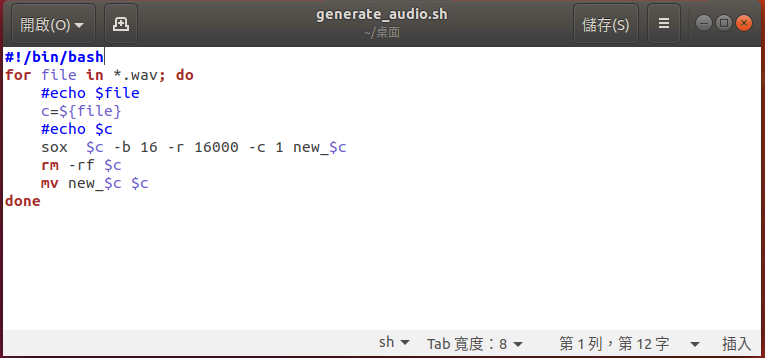 開啟(O)
generate_audio.sh
~/桌面
儲存(S)
#!/bin/bash
for file in *.wav; do
    #echo $file
    c=${file}
    #echo $c
    sox  $c -b 16 -r 16000 -c 1 new_$c
    rm -rf $c
    mv new_$c $c
done
sh Tab 寬度：8 第 1 列，第 12 字 插入